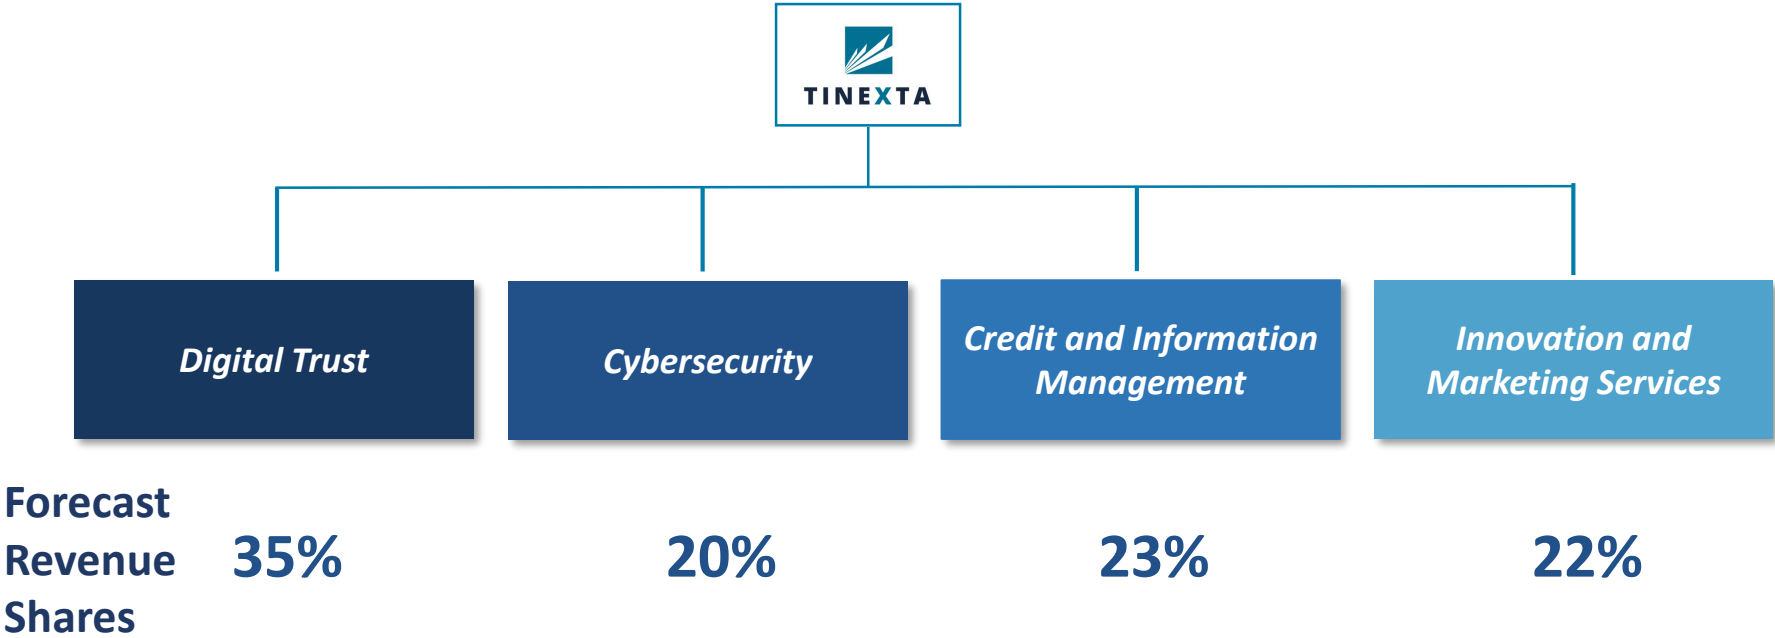 TINEXTA
Digital Trust
Cybersecurity
Credit and Information
Management
Innovation and
Marketing Services
Forecast
Revenue
Shares
35%
20%
23%
22%